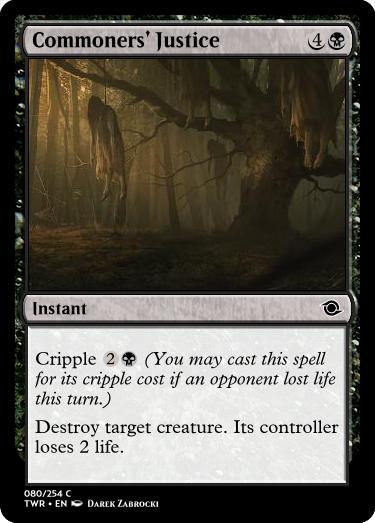 Commoners' Justice 4
Instant
Cripple 2 (You may cast this spell
for its cripple cost if an opponent lost life
this turn.)
Destroy target creature. Its controller
loses 2 life.
080/254 C
TWR • EN Darek Zabrocki